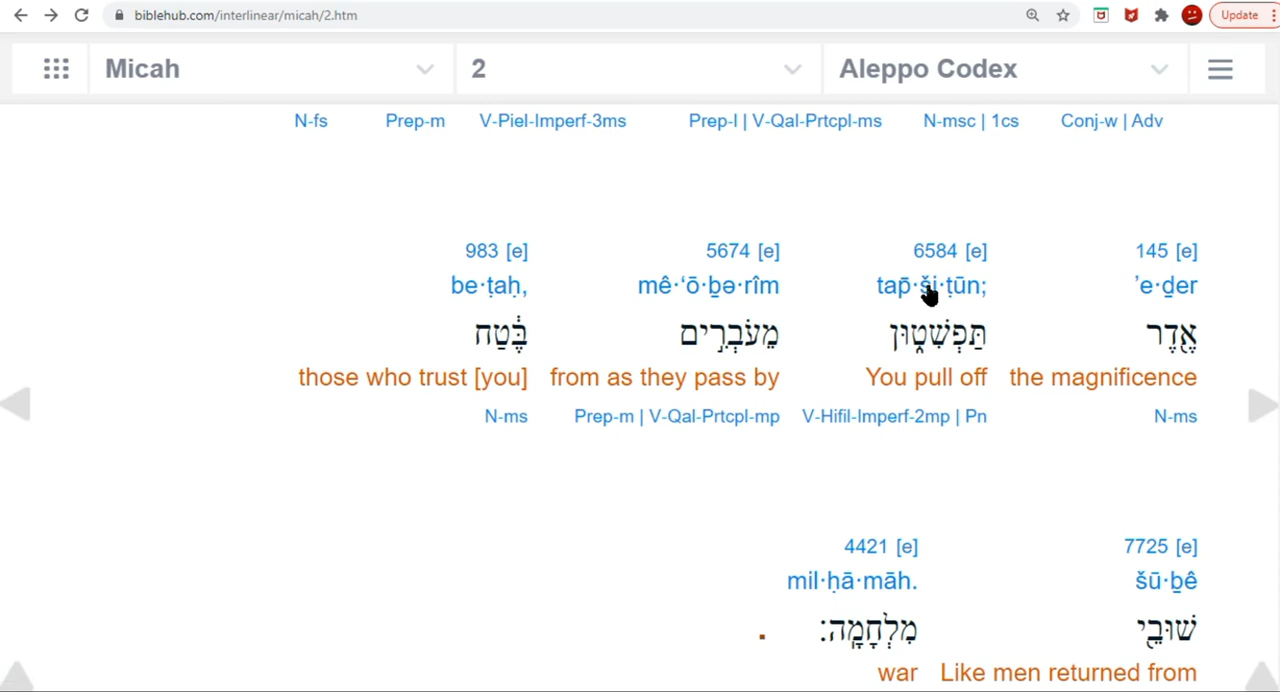 biblehub.com/interlinear/micah/2.htm Update
Micah 2 Aleppo Codex
N-fs Prep-m V-Piel-Imperf-3ms Prep-l | V-Qal-Prtcpl-ms N-msc | 1cs Conj-w | Adv
983 [e] 5674 [e] 6584 [e] 145 [e]
be·ṭaḥ, mê·‘ō·ḇə·rîm tap̄·ši·ṭūn; ’e·ḏer
אֶ֖דֶר תַּפְשִׁט֑וּן מֵעֹבְרִ֣ים בֶּ֔טַח
those who trust [you] from as they pass by You pull off the magnificence
N-ms Prep-m | V-Qal-Prtcpl-mp V-Hifil-Imperf-2mp | Pn N-ms
4421 [e] 7725 [e]
mil·ḥā·māh. šū·ḇê
שׁוּבֵ֖י מִלְחָמָֽה׃ .
war Like men returned from